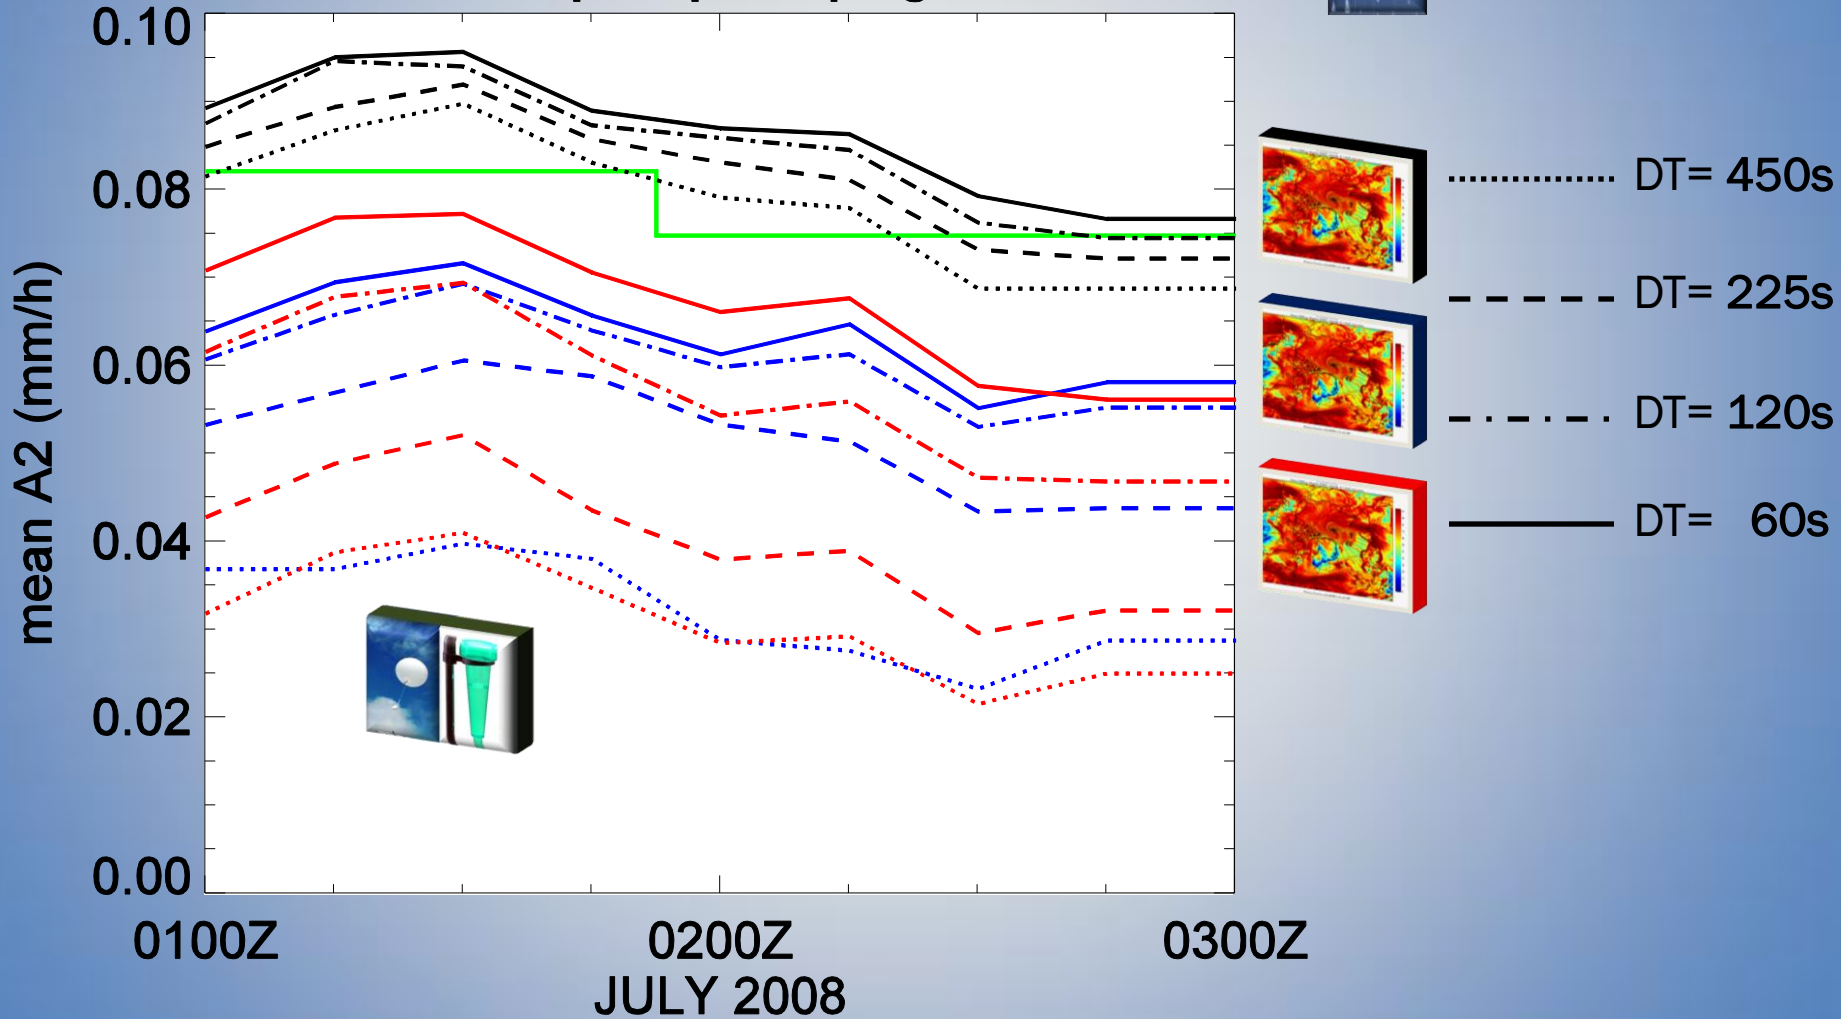 0.10
0.08
0.06
0.04
0.02
0.00
mean A2 (mm/h)
0100Z
0200Z
0300Z
JULY 2008
DT= 450s
DT= 225s
DT= 120s
DT= 60s